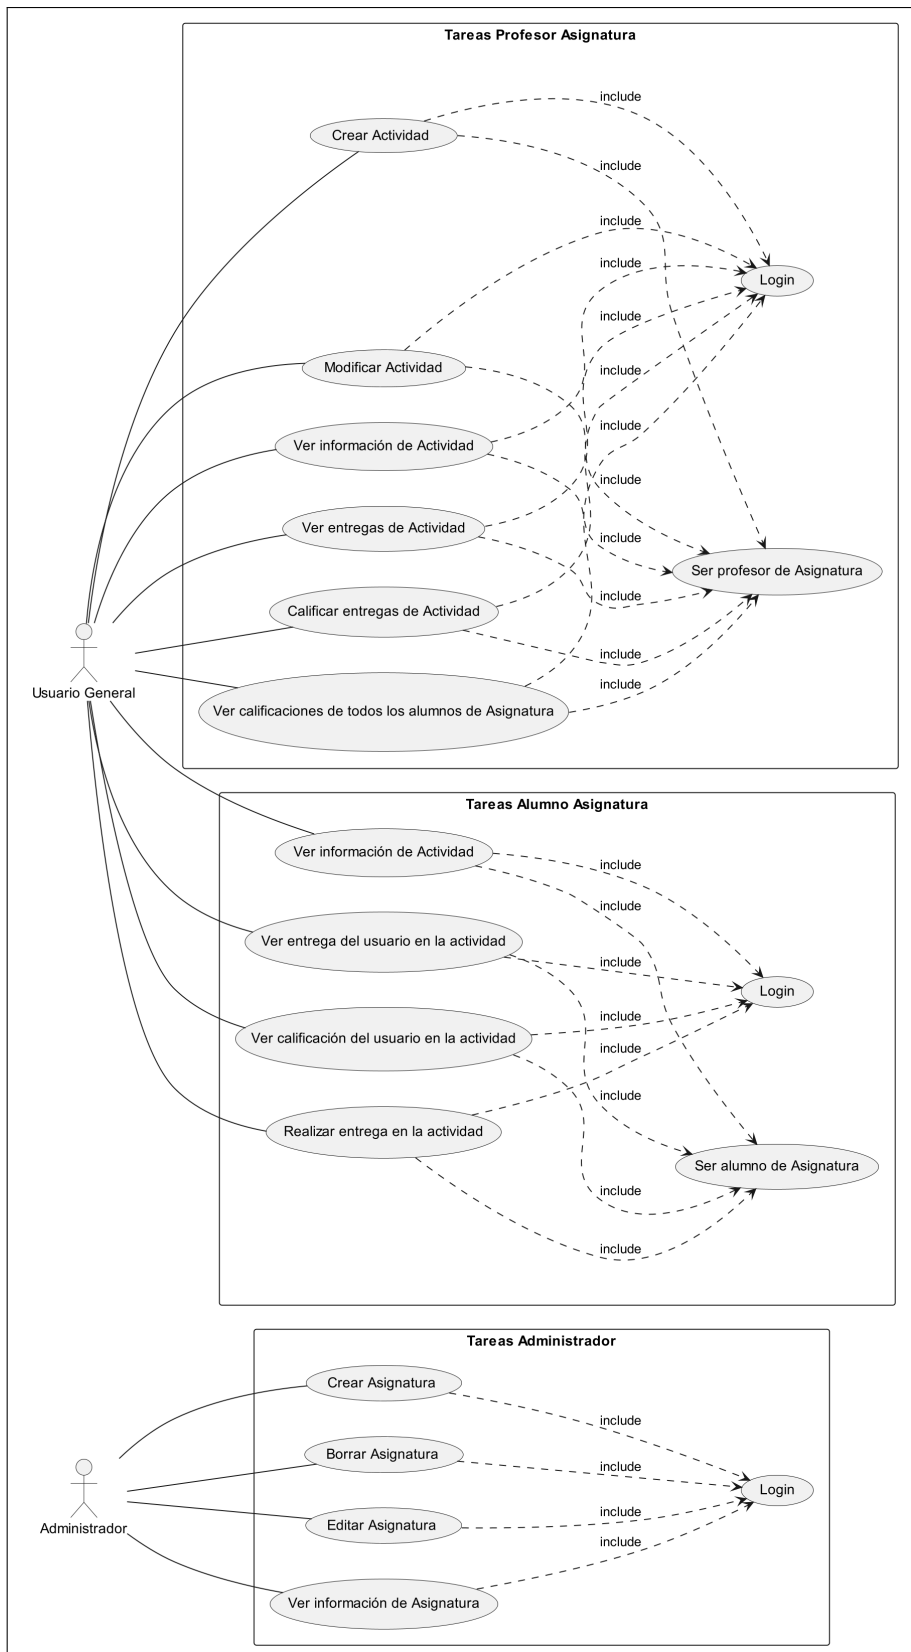 Tareas Profesor Asignatura
include
Crear Actividad
include
include
include
Login
include
Modificar Actividad
include
include
Ver información de Actividad
include
Ver entregas de Actividad
include
Ser profesor de Asignatura
include
Calificar entregas de Actividad
include
Usuario General
include
Ver calificaciones de todos los alumnos de Asignatura
Tareas Alumno Asignatura
Ver información de Actividad
include
include
Ver entrega del usuario en la actividad
include
Login
include
Ver calificación del usuario en la actividad
include
include
Realizar entrega en la actividad
Ser alumno de Asignatura
include
include
Tareas Administrador
Crear Asignatura
include
Borrar Asignatura
include
Login
include
Editar Asignatura
Administrador
include
Ver información de Asignatura